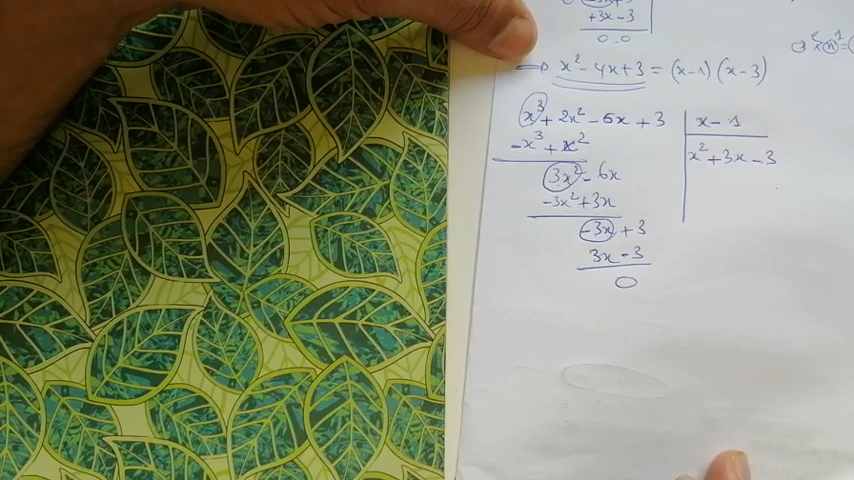 +3x-3
0.0
⇒ x² - 4x + 3 = (x-1)(x-3)
x³ + 2x² - 6x + 3 | x - 1
-x³ + x² | x² + 3x - 3
3x² - 6x
-3x² + 3x
-3x + 3
3x - 3
0